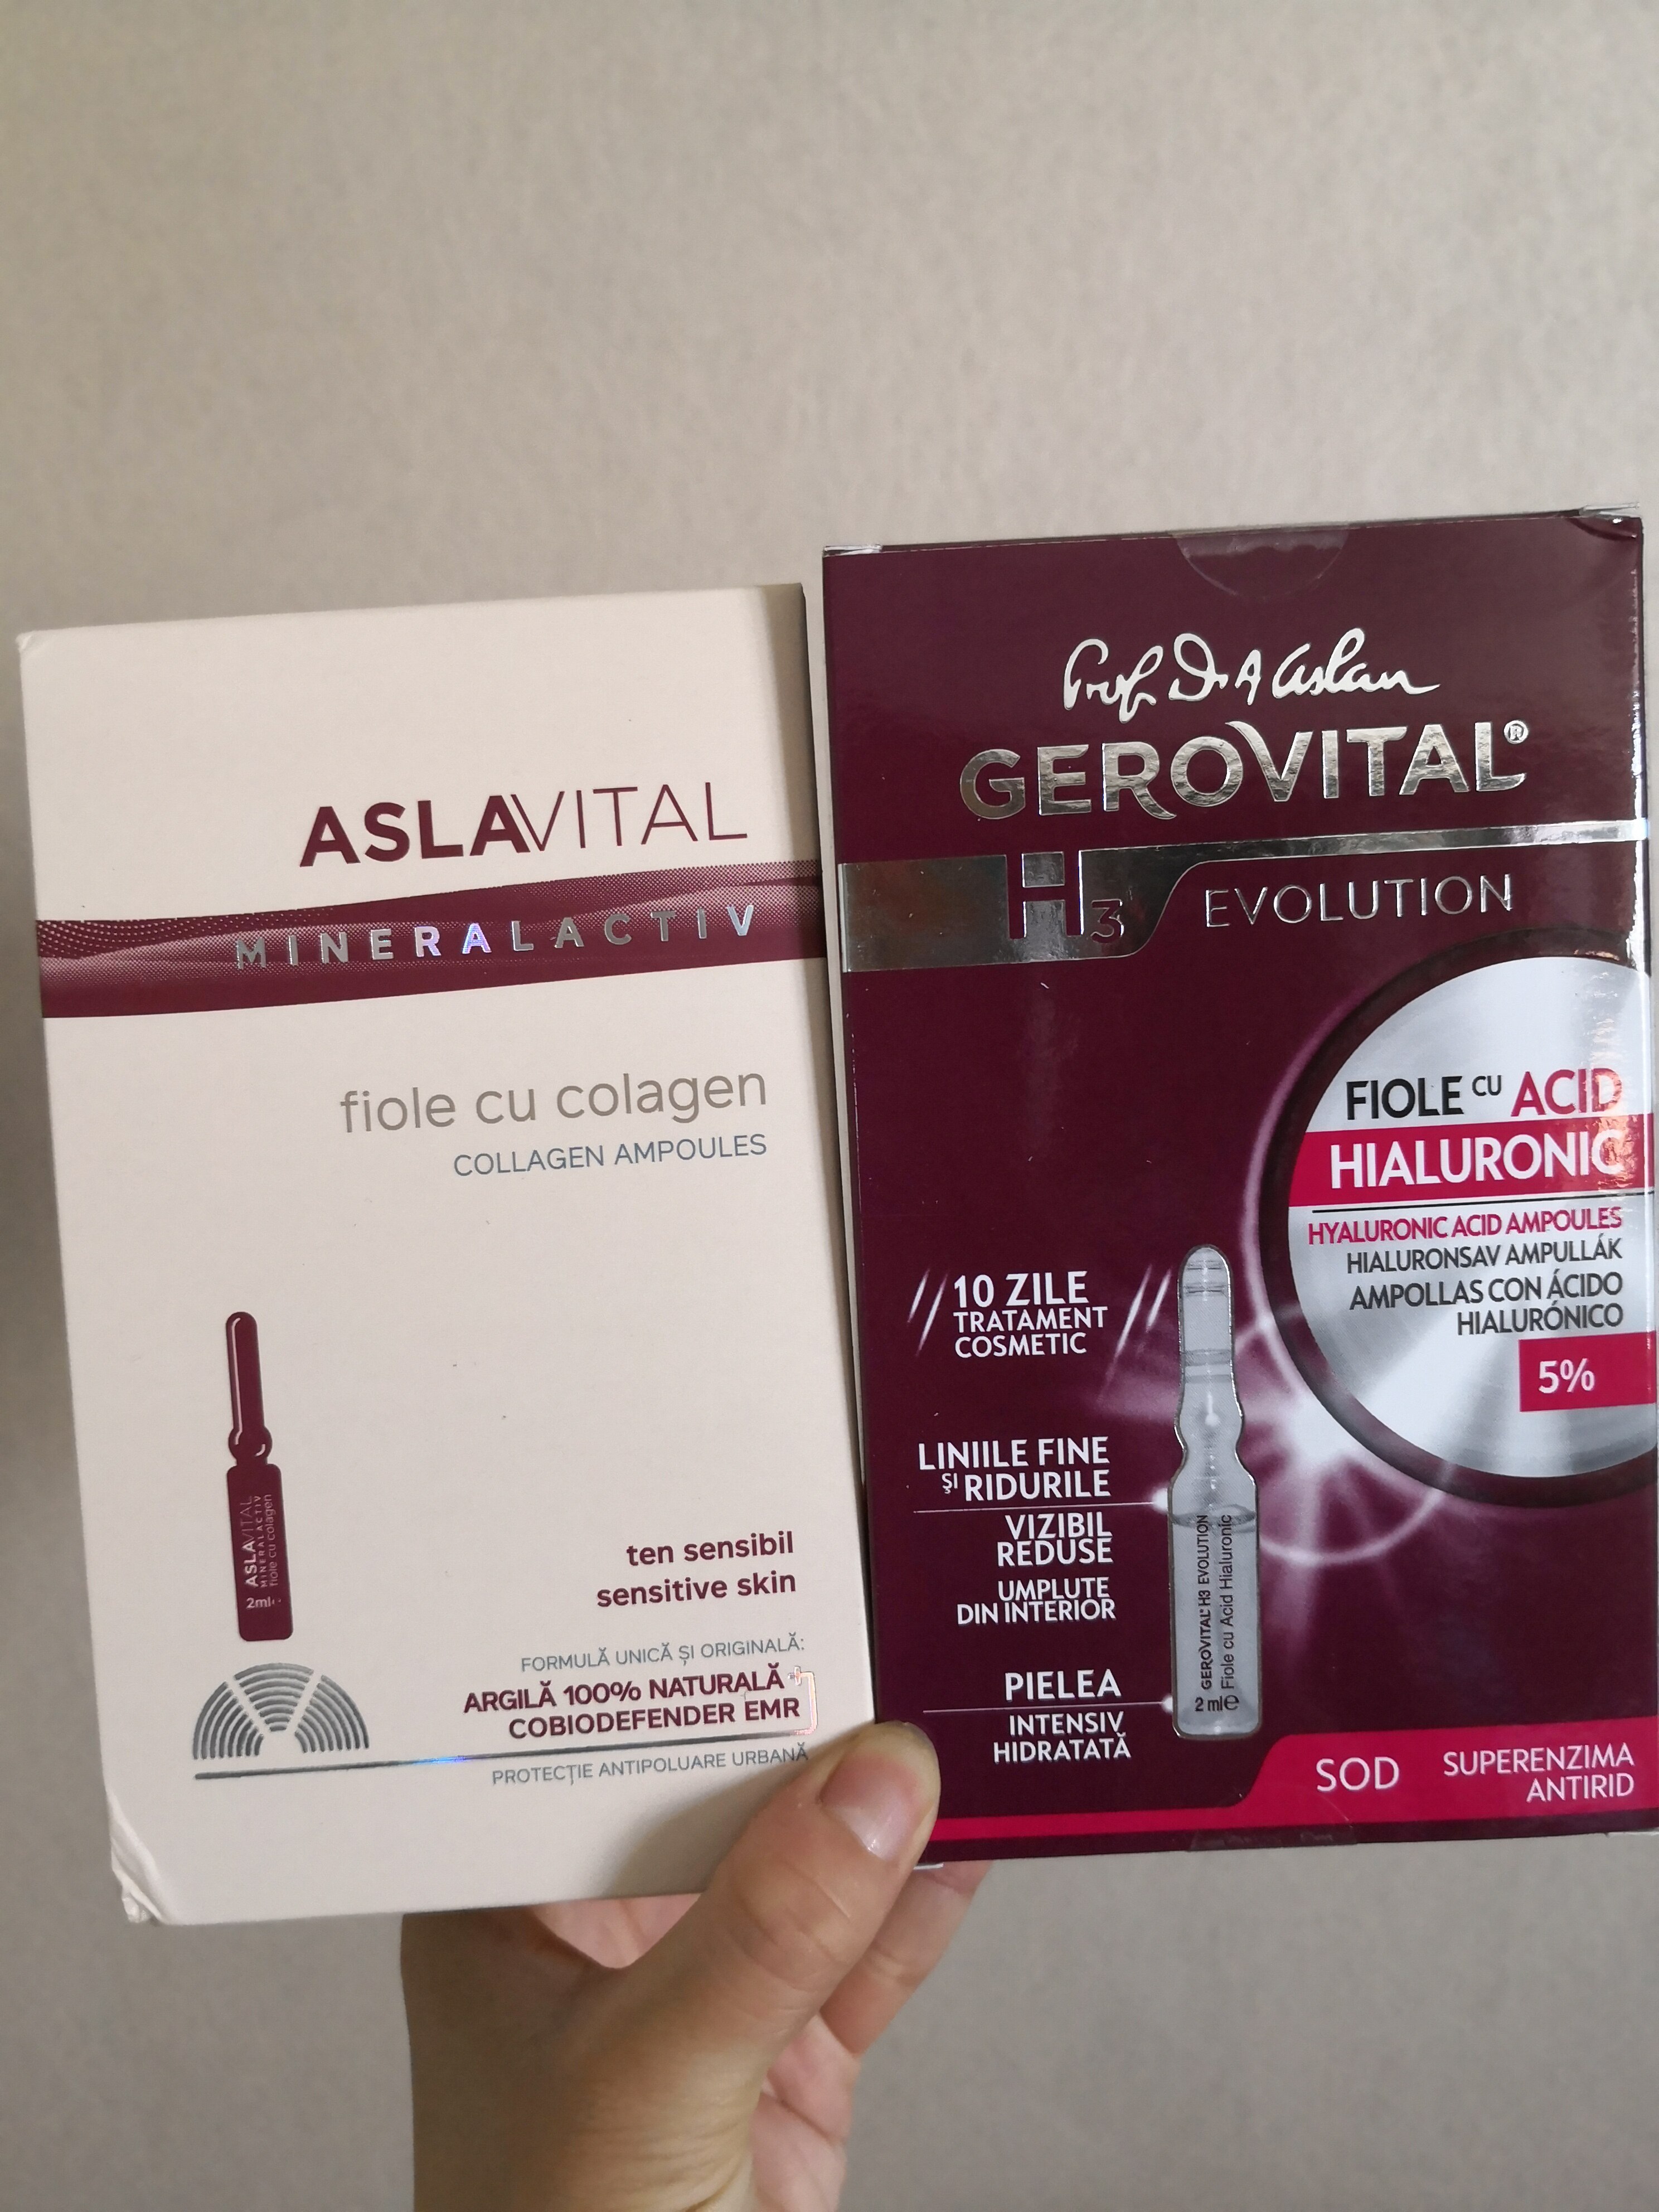 ASLAVITAL
MINERALACTIV
fiole cu colagen
COLLAGEN AMPOULES
ASLAVITAL
MINERALACTIV
fiole cu colagen
2ml
ten sensibil
sensitive skin
FORMULĂ UNICĂ ȘI ORIGINALĂ:
ARGILĂ 100% NATURALĂ +
COBIODEFENDER EMR
PROTECȚIE ANTIPOLUARE URBANĂ
Prof. Dr. A Aslan
GEROVITAL®
H3 EVOLUTION
FIOLE CU ACID
HIALURONIC
HYALURONIC ACID AMPOULES
HIALURONSAV AMPULLÁK
AMPOLLAS CON ÁCIDO
HIALURÓNICO
5%
10 ZILE
TRATAMENT
COSMETIC
LINIILE FINE
ȘI RIDURILE
VIZIBIL
REDUSE
UMPLUTE
DIN INTERIOR
PIELEA
INTENSIV
HIDRATATĂ
GEROVITAL® H3 EVOLUTION
Fiole cu Acid Hialuronic
2 ml℮
SOD
SUPERENZIMA
ANTIRID